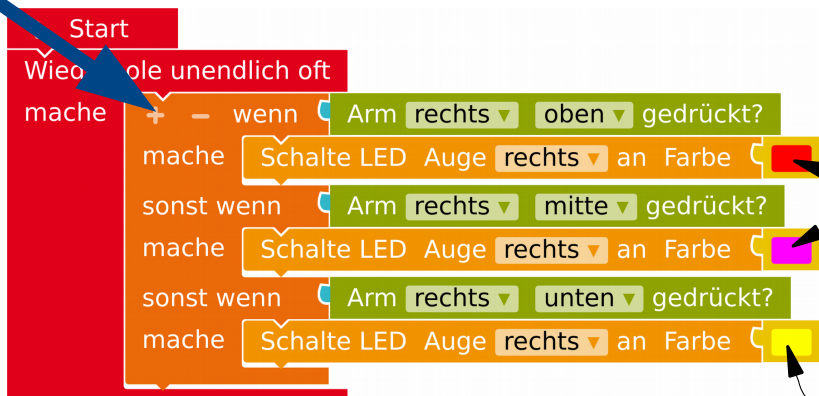 Start
Wiederhole unendlich oft
mache + - wenn Arm rechts oben gedrückt?
mache Schalte LED Auge rechts an Farbe
sonst wenn Arm rechts mitte gedrückt?
mache Schalte LED Auge rechts an Farbe
sonst wenn Arm rechts unten gedrückt?
mache Schalte LED Auge rechts an Farbe